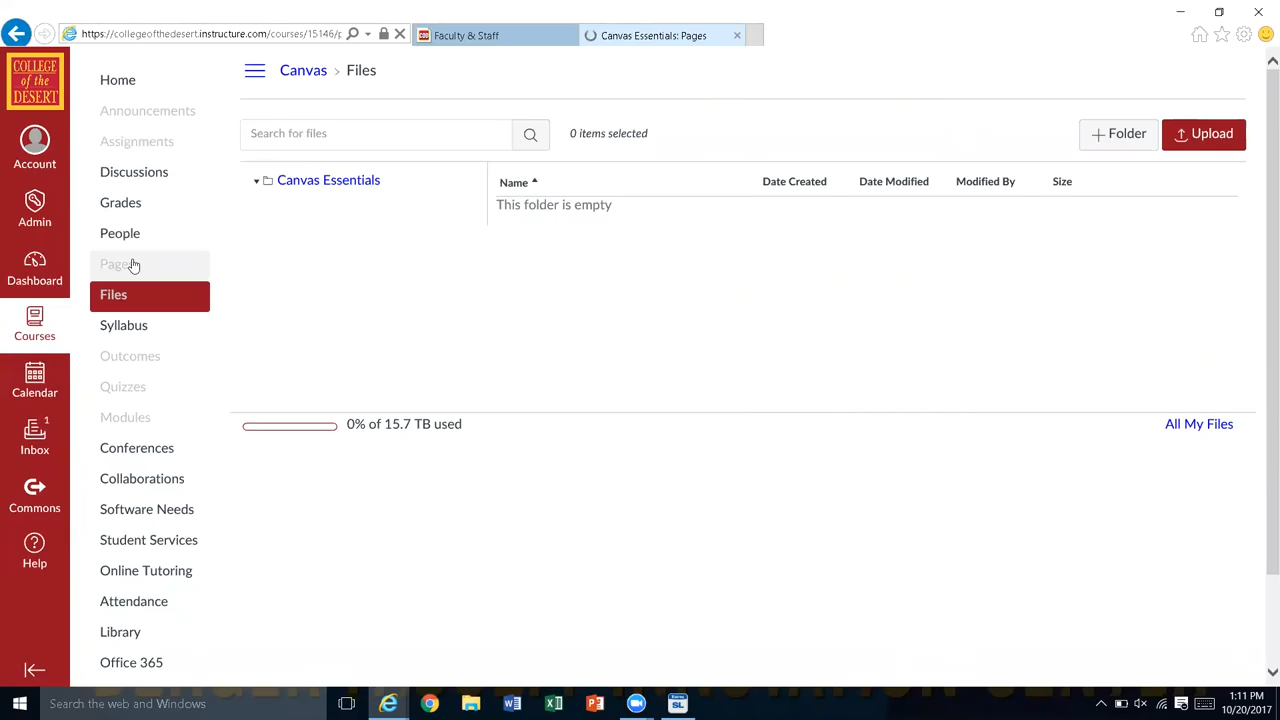 https://collegeofthedesert.instructure.com/courses/15146/p
COD
Faculty & Staff
Canvas Essentials: Pages
COLLEGE
of the
DESERT
Account
Admin
Dashboard
Courses
Calendar
1
Inbox
Commons
Help
Home
Announcements
Assignments
Discussions
Grades
People
Pages
Files
Syllabus
Outcomes
Quizzes
Modules
Conferences
Collaborations
Software Needs
Student Services
Online Tutoring
Attendance
Library
Office 365
Canvas > Files
Search for files
0 items selected
+ Folder
Upload
Canvas Essentials
Name Date Created Date Modified Modified By Size
This folder is empty
0% of 15.7 TB used
All My Files
Search the web and Windows
SL
1:11 PM
10/20/2017